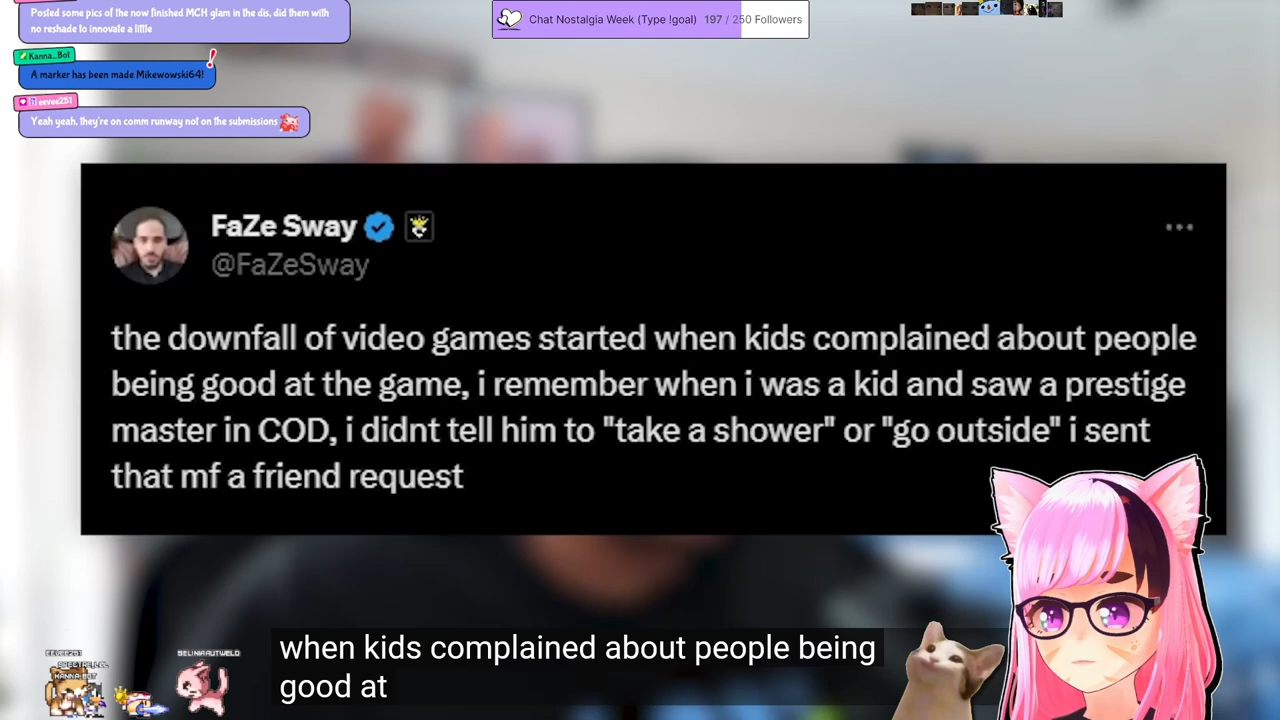 Posted some pics of the now finished MCH glam in the dis, did them with
no reshade to innovate a little
Kanna_Bot
A marker has been made Mikewowski64!
eevee251
Yeah yeah, they're on comm runway not on the submissions
Chat Nostalgia Week (Type !goal) 197 / 250 Followers
FaZe Sway
@FaZeSway
the downfall of video games started when kids complained about people
being good at the game, i remember when i was a kid and saw a prestige
master in COD, i didnt tell him to "take a shower" or "go outside" i sent
that mf a friend request
when kids complained about people being
good at
EEVEE251
KANNA_BOT